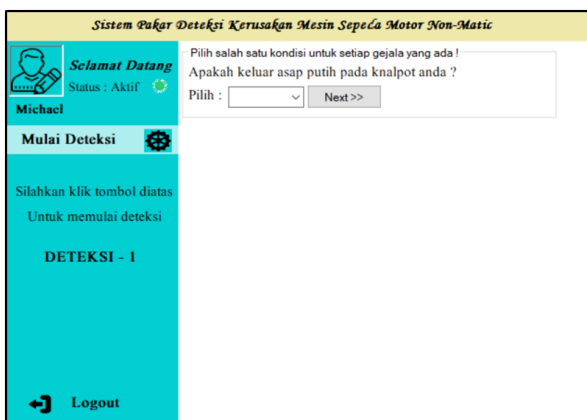 Sistem Pakar Deteksi Kerusakan Mesin Sepeda Motor Non-Matic
Selamat Datang
Status : Aktif
Michael
Mulai Deteksi
Silahkan klik tombol diatas
Untuk memulai deteksi
DETEKSI - 1
Logout
Pilih salah satu kondisi untuk setiap gejala yang ada !
Apakah keluar asap putih pada knalpot anda ?
Pilih :
Next >>